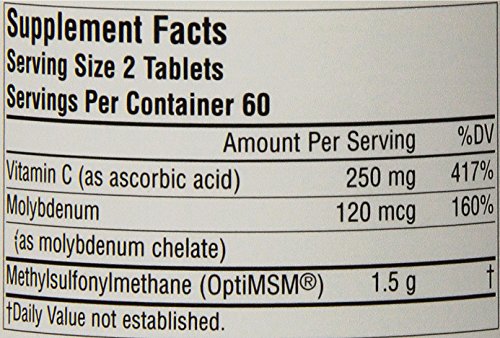 Supplement Facts
Serving Size 2 Tablets
Servings Per Container 60
Amount Per Serving %DV
Vitamin C (as ascorbic acid) 250 mg 417%
Molybdenum 120 mcg 160%
(as molybdenum chelate)
Methylsulfonylmethane (OptiMSM®) 1.5 g †
†Daily Value not established.